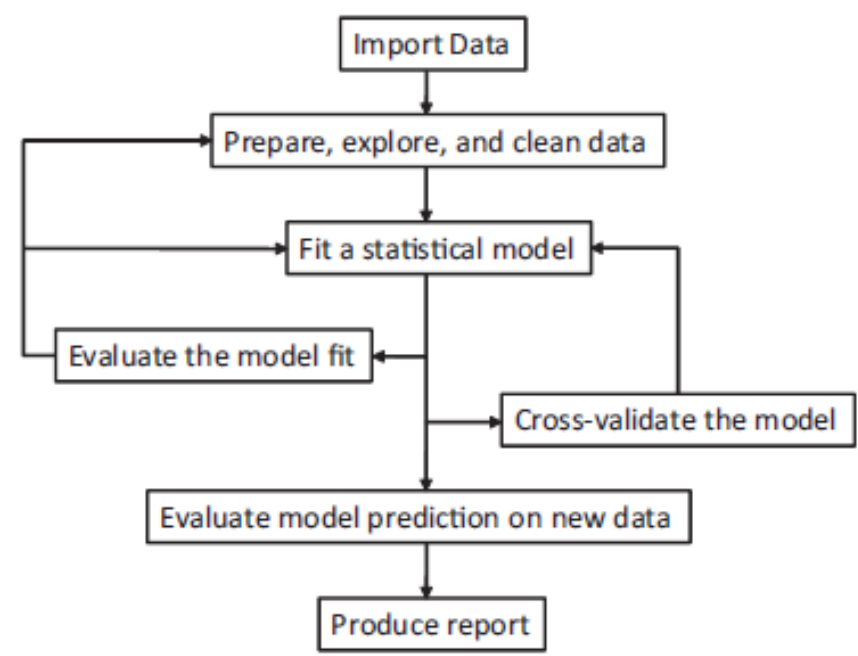 Import Data
Prepare, explore, and clean data
Fit a statistical model
Evaluate the model fit
Cross-validate the model
Evaluate model prediction on new data
Produce report